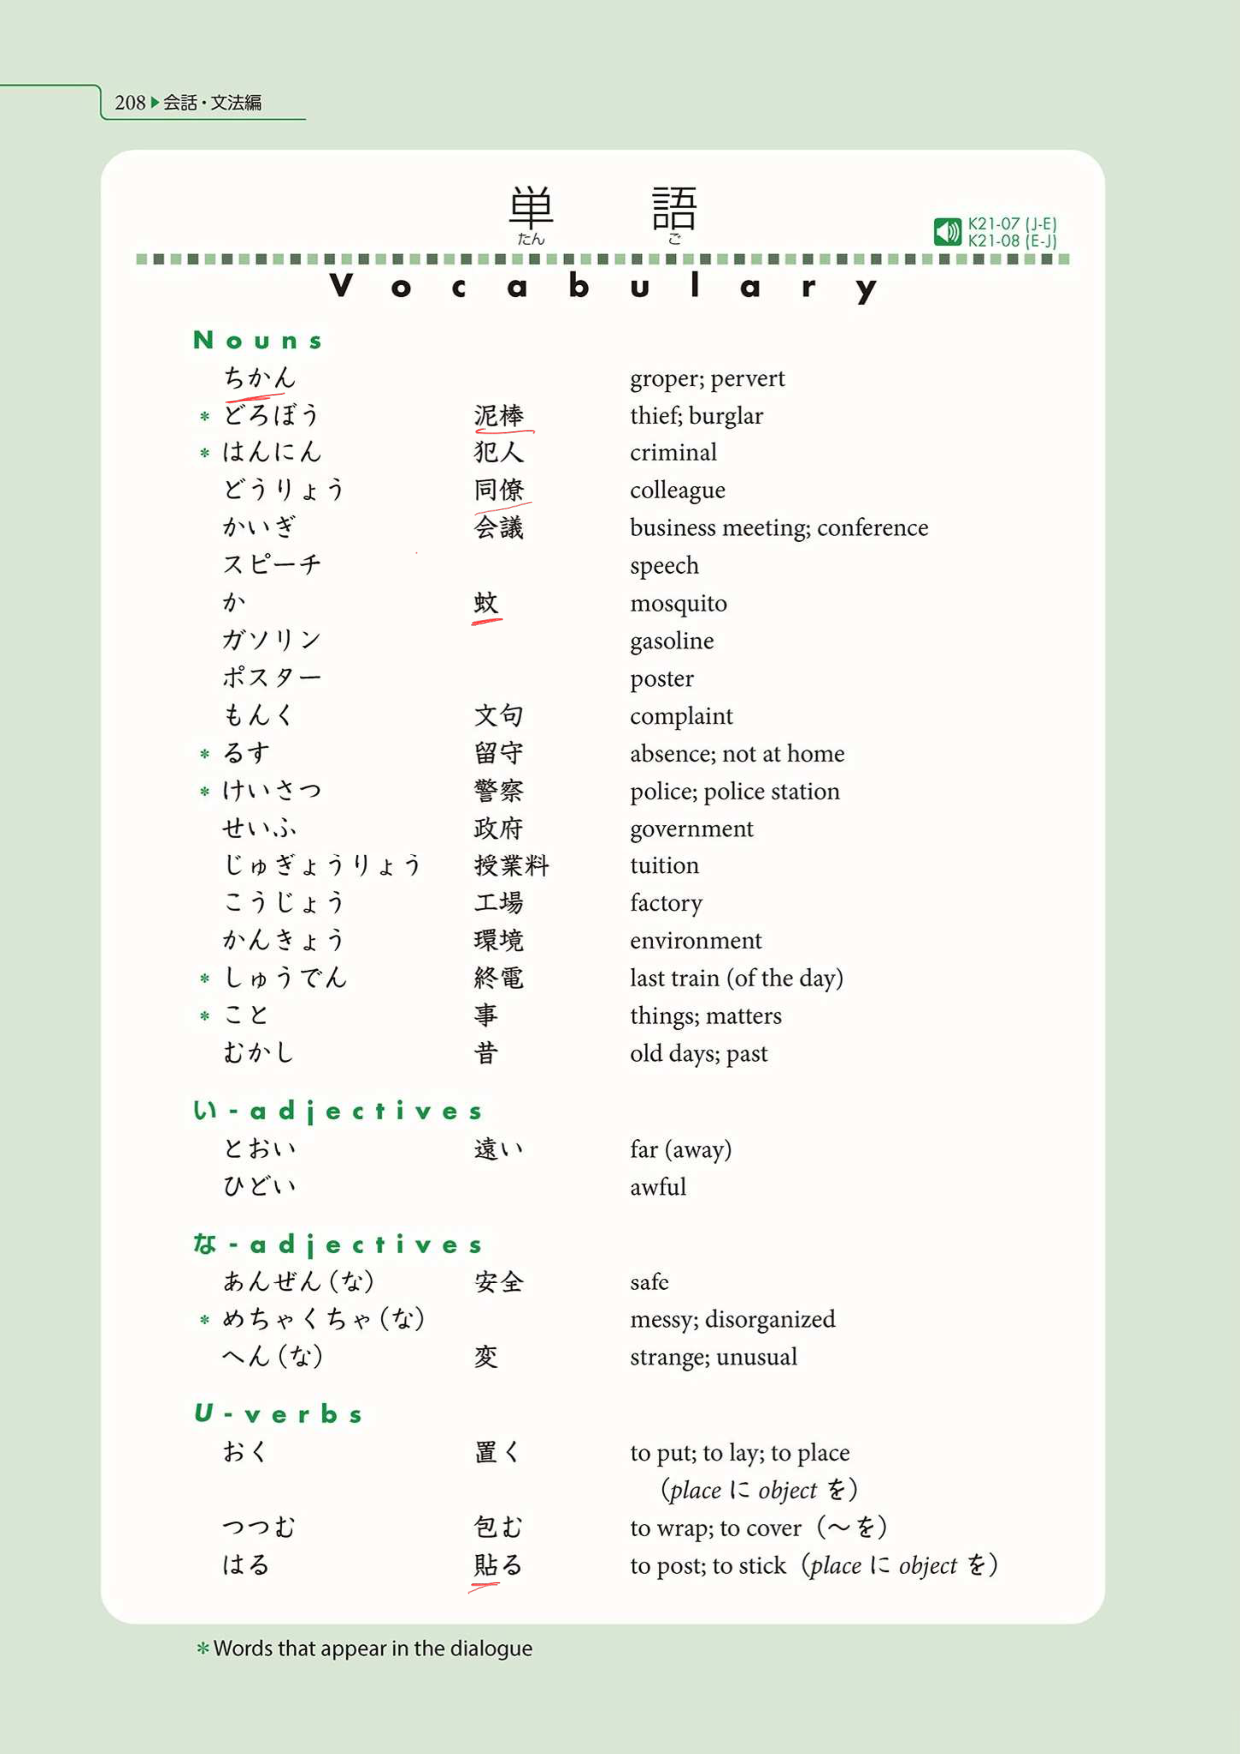 208▶会話・文法編
単語
たんご
K21-07 (J-E)
K21-08 (E-J)
Vocabulary
Nouns
ちかん groper; pervert
* どろぼう 泥棒 thief; burglar
* はんにん 犯人 criminal
どうりょう 同僚 colleague
かいぎ 会議 business meeting; conference
スピーチ speech
か 蚊 mosquito
ガソリン gasoline
ポスター poster
もんく 文句 complaint
* るす 留守 absence; not at home
* けいさつ 警察 police; police station
せいふ 政府 government
じゅぎょうりょう 授業料 tuition
こうじょう 工場 factory
かんきょう 環境 environment
* しゅうでん 終電 last train (of the day)
* こと 事 things; matters
むかし 昔 old days; past
い-adjectives
とおい 遠い far (away)
ひどい awful
な-adjectives
あんぜん(な) 安全 safe
* めちゃくちゃ(な) messy; disorganized
へん(な) 変 strange; unusual
U-verbs
おく 置く to put; to lay; to place
(place に object を)
つつむ 包む to wrap; to cover (～を)
はる 貼る to post; to stick (place に object を)
* Words that appear in the dialogue